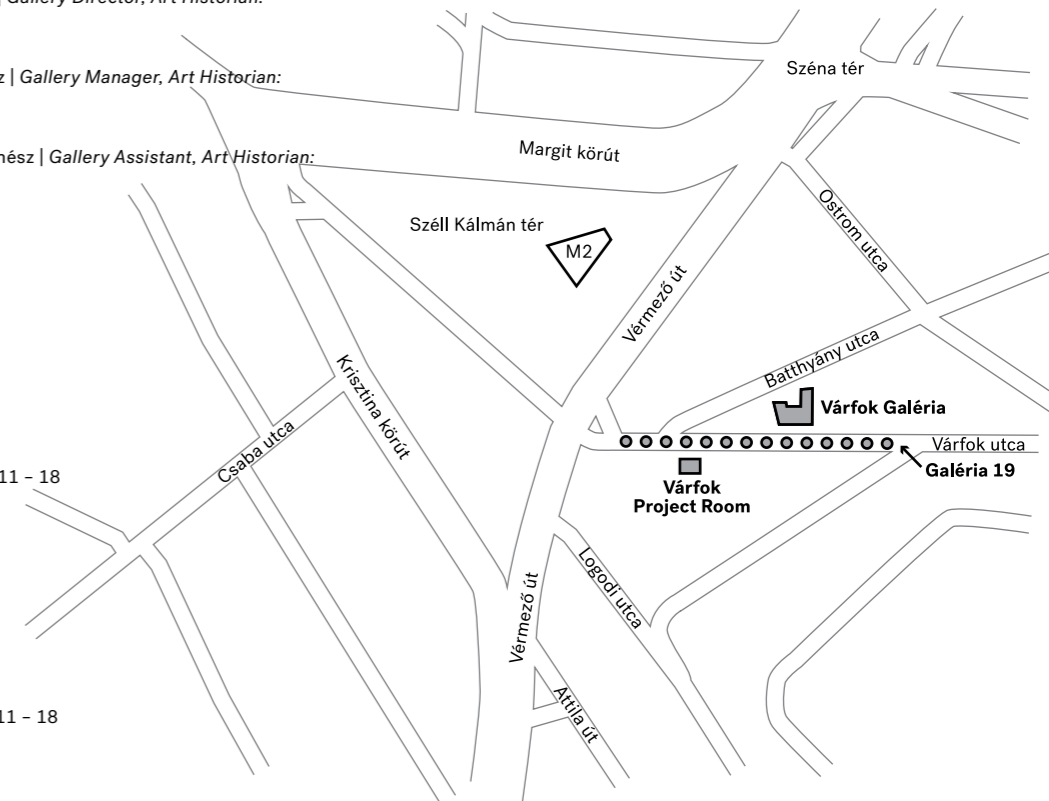 | Gallery Director, Art Historian:
| Gallery Manager, Art Historian:
| Gallery Assistant, Art Historian:
Széna tér
Margit körút
Ostrom utca
Széll Kálmán tér
M2
Vérmező út
Batthyány utca
Krisztina körút
Várfok Galéria
Csaba utca
Várfok utca
Galéria 19
11 – 18
Várfok
Project Room
Logodi utca
Vérmező út
Attila út
11 – 18